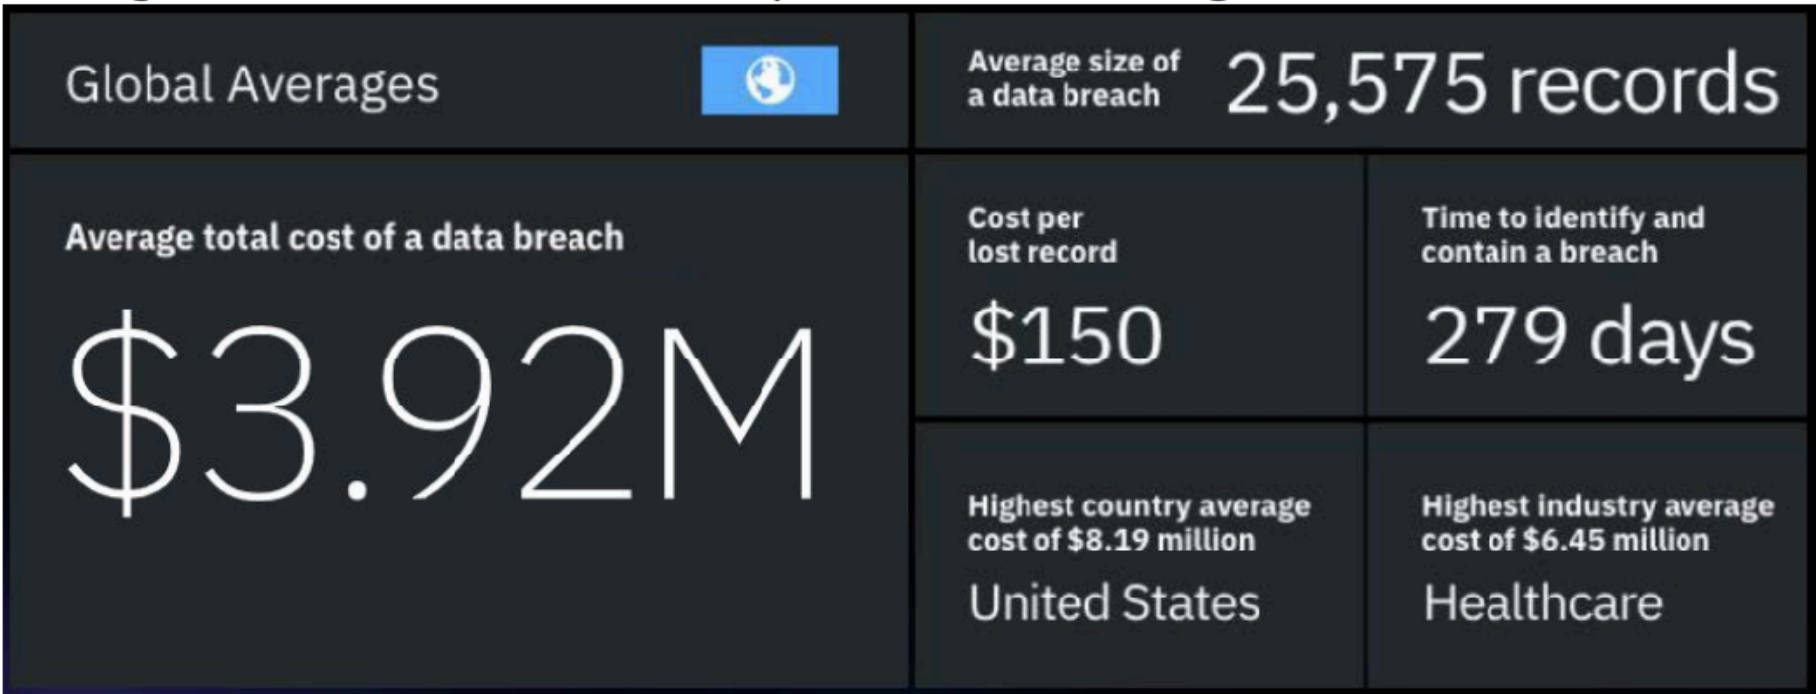 Global Averages
Average size of
a data breach
25,575 records
Average total cost of a data breach
$3.92M
Cost per
lost record
$150
Time to identify and
contain a breach
279 days
Highest country average
cost of $8.19 million
United States
Highest industry average
cost of $6.45 million
Healthcare